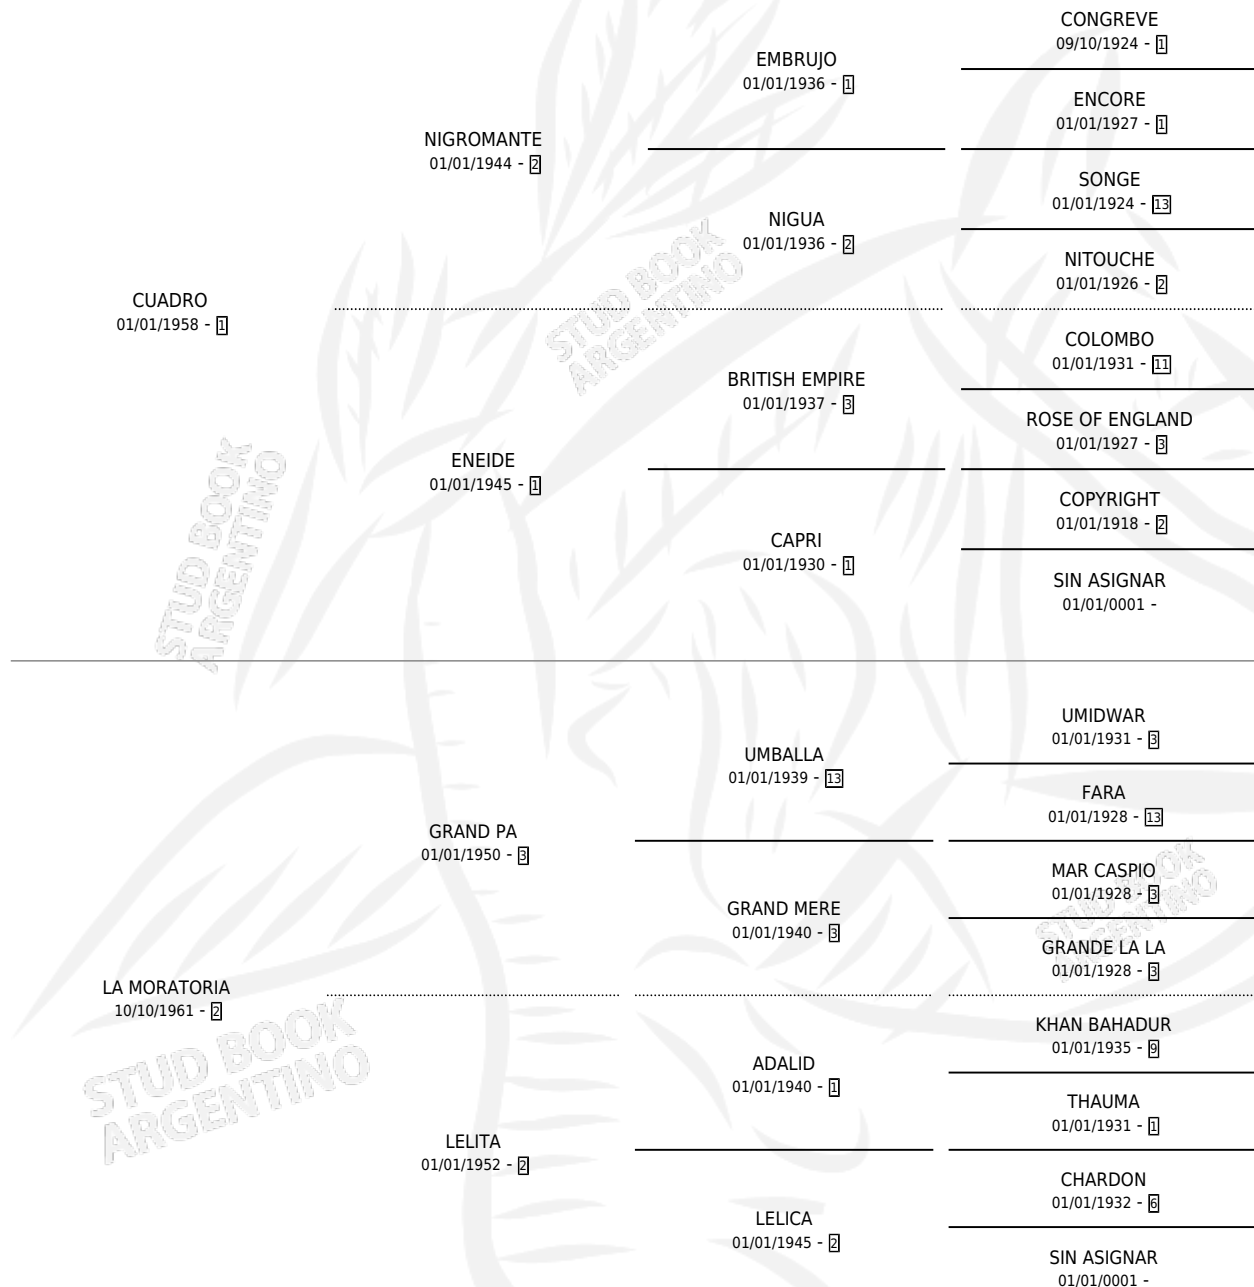 CONGREVE
09/10/1924 - 1
EMBRUJO
01/01/1936 - 1
ENCORE
01/01/1927 - 1
NIGROMANTE
01/01/1944 - 2
SONGE
01/01/1924 - 13
NIGUA
01/01/1936 - 2
NITOUCHE
01/01/1926 - 2
CUADRO
01/01/1958 - 1
COLOMBO
01/01/1931 - 11
BRITISH EMPIRE
01/01/1937 - 3
ROSE OF ENGLAND
01/01/1927 - 3
ENEIDE
01/01/1945 - 1
COPYRIGHT
01/01/1918 - 2
CAPRI
01/01/1930 - 1
SIN ASIGNAR
01/01/0001 -
STUD BOOK
ARGENTINO
STUD BOOK
ARGENTINO
UMIDWAR
01/01/1931 - 3
UMBALLA
01/01/1939 - 13
FARA
01/01/1928 - 13
GRAND PA
01/01/1950 - 3
MAR CASPIO
01/01/1928 - 3
GRAND MERE
01/01/1940 - 3
GRANDE LA LA
01/01/1928 - 3
STUD BOOK
ARGENTINO
LA MORATORIA
10/10/1961 - 2
KHAN BAHADUR
01/01/1935 - 9
ADALID
01/01/1940 - 1
THAUMA
01/01/1931 - 1
LELITA
01/01/1952 - 2
CHARDON
01/01/1932 - 6
LELICA
01/01/1945 - 2
SIN ASIGNAR
01/01/0001 -
STUD BOOK
ARGENTINO